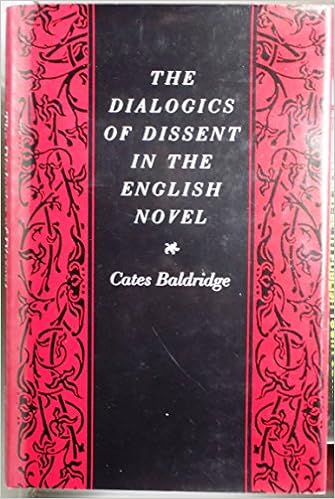 THE
DIALOGICS
OF DISSENT
IN THE
ENGLISH
NOVEL
Cates Baldridge